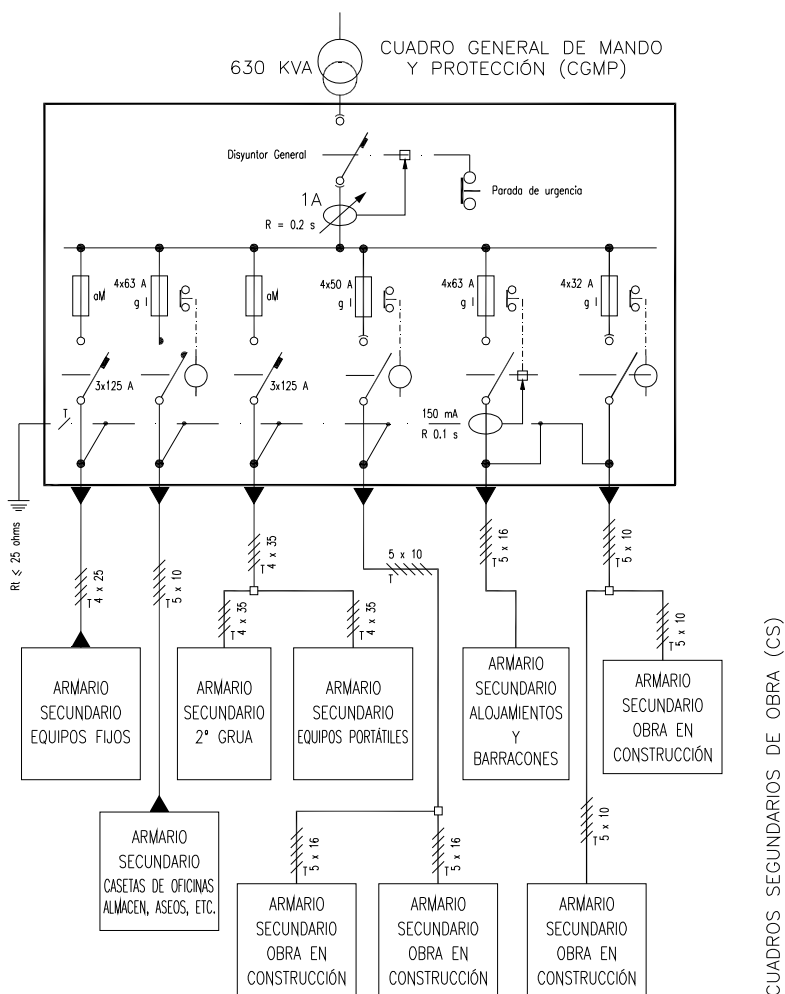 630 KVA
CUADRO GENERAL DE MANDO
Y PROTECCIÓN (CGMP)
Disyuntor General
Parada de urgencia
1A
R = 0.2 s
aM
4x63 A
g l
aM
4x50 A
g l
4x63 A
g l
4x32 A
g l
3x125 A
3x125 A
T
150 mA
R 0.1 s
Rt ≤ 25 ohms
T 4 x 25
T 5 x 10
T 4 x 35
5 x 10
T
T 5 x 16
T 5 x 10
T 4 x 35
T 4 x 35
T 5 x 10
ARMARIO
SECUNDARIO
EQUIPOS FIJOS
ARMARIO
SECUNDARIO
2ª GRUA
ARMARIO
SECUNDARIO
EQUIPOS PORTÁTILES
ARMARIO
SECUNDARIO
ALOJAMIENTOS
Y
BARRACONES
ARMARIO
SECUNDARIO
OBRA EN
CONSTRUCCIÓN
ARMARIO
SECUNDARIO
CASETAS DE OFICINAS
ALMACEN, ASEOS, ETC.
T 5 x 16
T 5 x 16
T 5 x 10
ARMARIO
SECUNDARIO
OBRA EN
CONSTRUCCIÓN
ARMARIO
SECUNDARIO
OBRA EN
CONSTRUCCIÓN
ARMARIO
SECUNDARIO
OBRA EN
CONSTRUCCIÓN
CUADROS SEGUNDARIOS DE OBRA (CS)